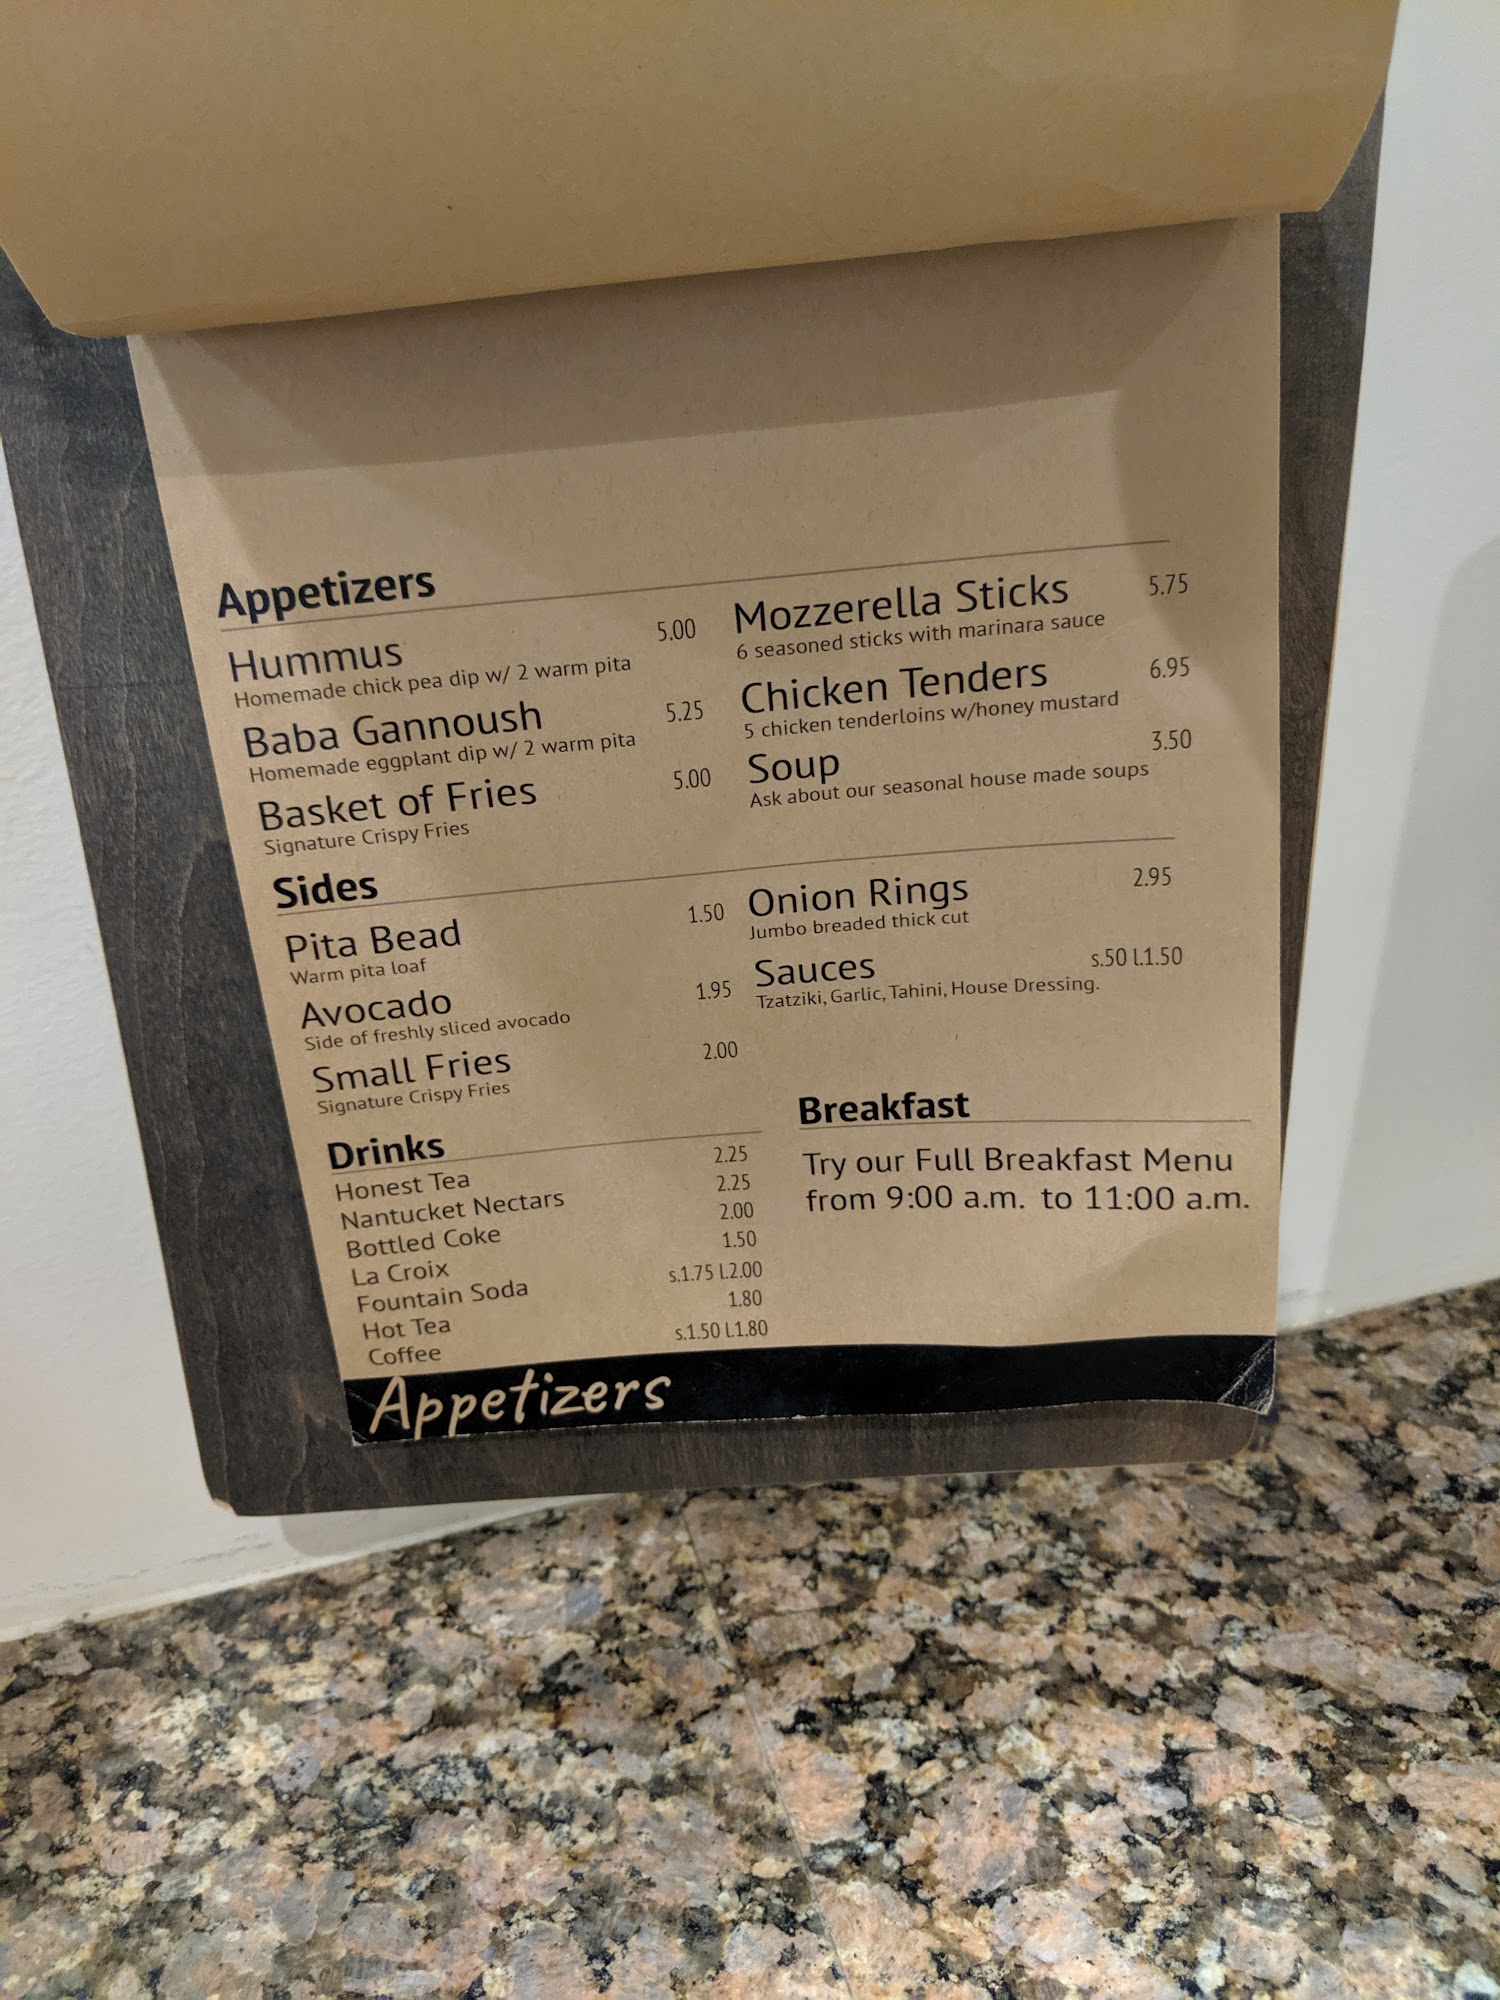 Appetizers
Hummus 5.00
Homemade chick pea dip w/ 2 warm pita
Baba Gannoush 5.25
Homemade eggplant dip w/ 2 warm pita
Basket of Fries 5.00
Signature Crispy Fries
Mozzerella Sticks 5.75
6 seasoned sticks with marinara sauce
Chicken Tenders 6.95
5 chicken tenderloins w/honey mustard
Soup 3.50
Ask about our seasonal house made soups
Sides
Pita Bead 1.50
Warm pita loaf
Avocado 1.95
Side of freshly sliced avocado
Small Fries 2.00
Signature Crispy Fries
Onion Rings 2.95
Jumbo breaded thick cut
Sauces s.50 l.1.50
Tzatziki, Garlic, Tahini, House Dressing.
Drinks
Honest Tea 2.25
Nantucket Nectars 2.25
Bottled Coke 2.00
La Croix 1.50
Fountain Soda s.1.75 l.2.00
Hot Tea 1.80
Coffee s.1.50 l.1.80
Breakfast
Try our Full Breakfast Menu
from 9:00 a.m. to 11:00 a.m.
Appetizers